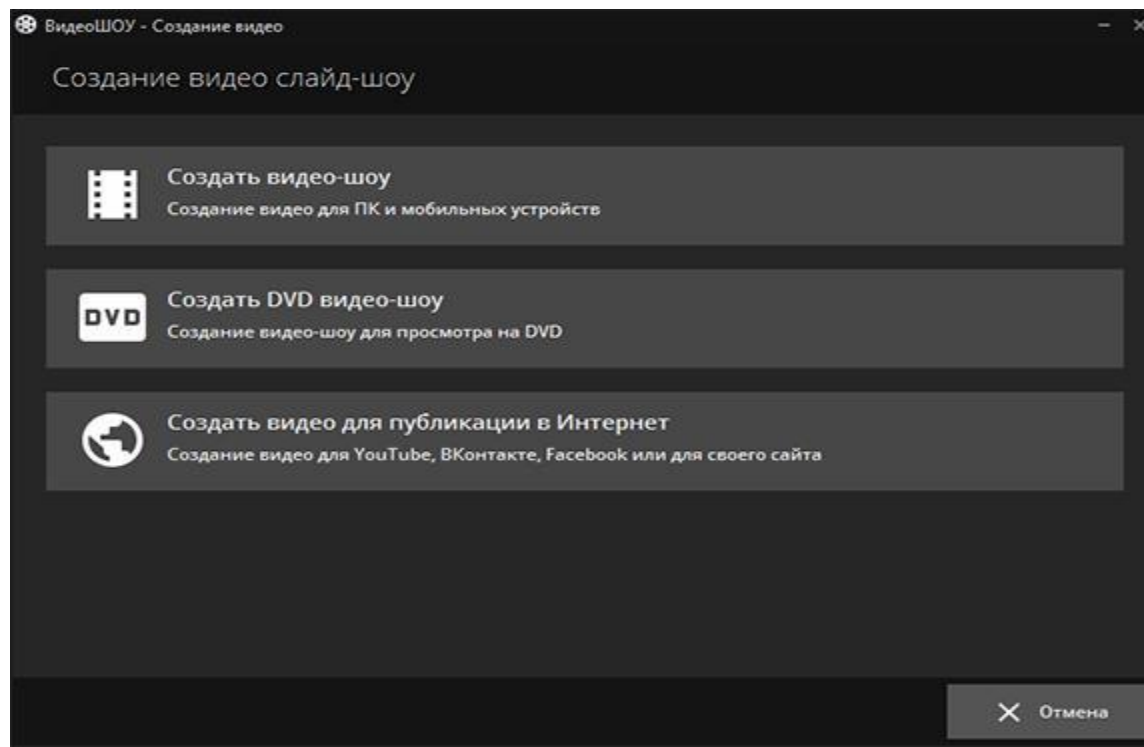 ВидеоШОУ - Создание видео
Создание видео слайд-шоу
Создать видео-шоу
Создание видео для ПК и мобильных устройств
DVD
Создать DVD видео-шоу
Создание видео-шоу для просмотра на DVD
Создать видео для публикации в Интернет
Создание видео для YouTube, ВКонтакте, Facebook или для своего сайта
Отмена